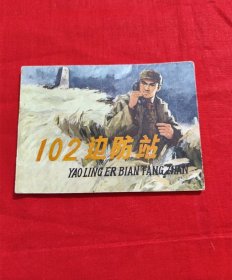 102边防站
YAO LING ER BIAN FANG ZHAN